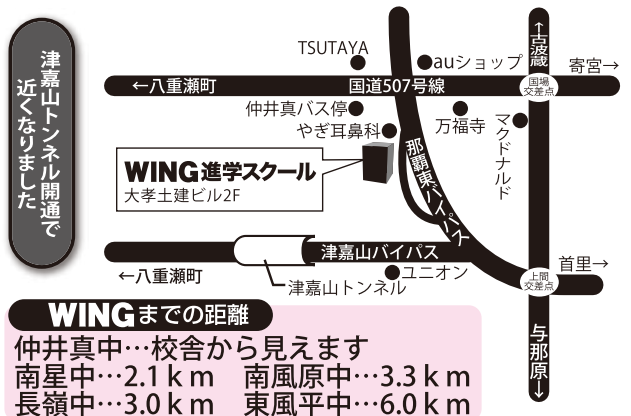 津嘉山トンネル開通で
近くなりました
TSUTAYA
auショップ
↑古波蔵
寄宮→
←八重瀬町
国道507号線
国場
交差点
仲井真バス停
万福寺
マクドナルド
やぎ耳鼻科
那覇東バイパス
WING進学スクール
大孝土建ビル2F
津嘉山バイパス
←八重瀬町
ユニオン
津嘉山トンネル
首里→
上間
交差点
与那原→
WINGまでの距離
仲井真中…校舎から見えます
南星中…2.1km 南風原中…3.3km
長嶺中…3.0km 東風平中…6.0km